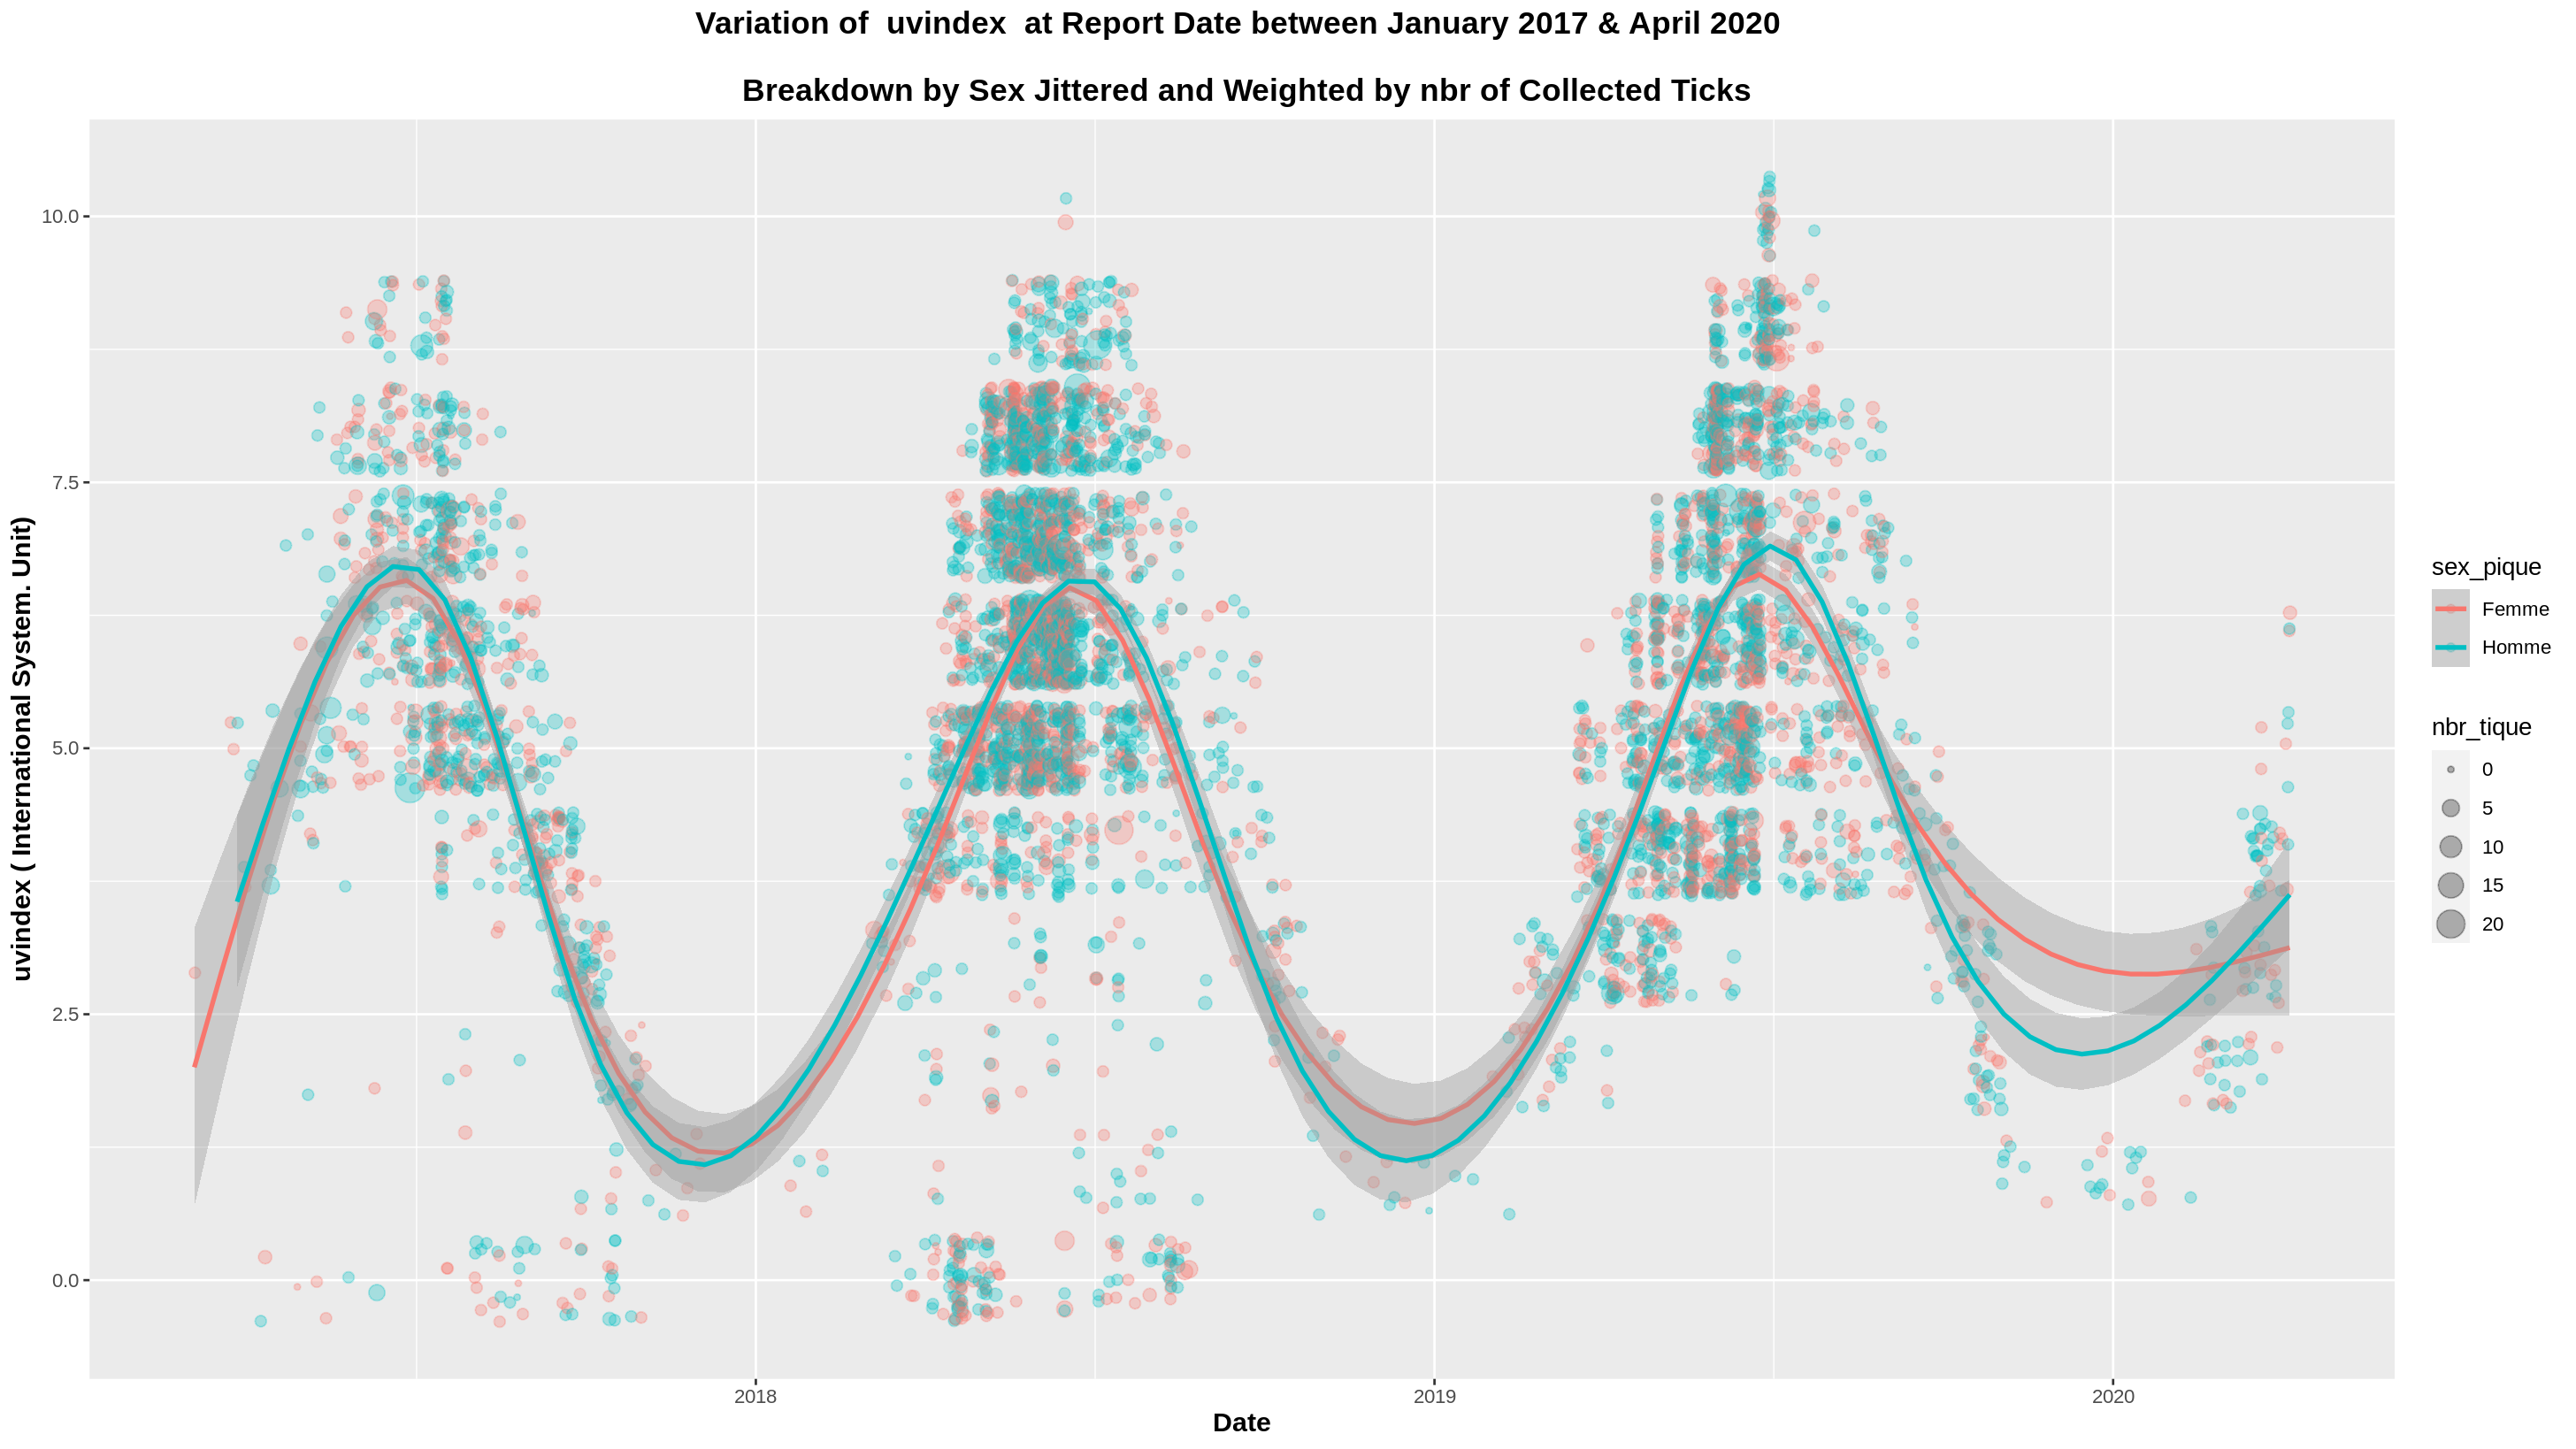 Variation of  uvindex  at Report Date between January 2017 & April 2020
Breakdown by Sex Jittered and Weighted by nbr of Collected Ticks
uvindex ( International System. Unit)
10.0
7.5
5.0
2.5
0.0
2018
2019
2020
Date
sex_pique
Femme
Homme
nbr_tique
0
5
10
15
20